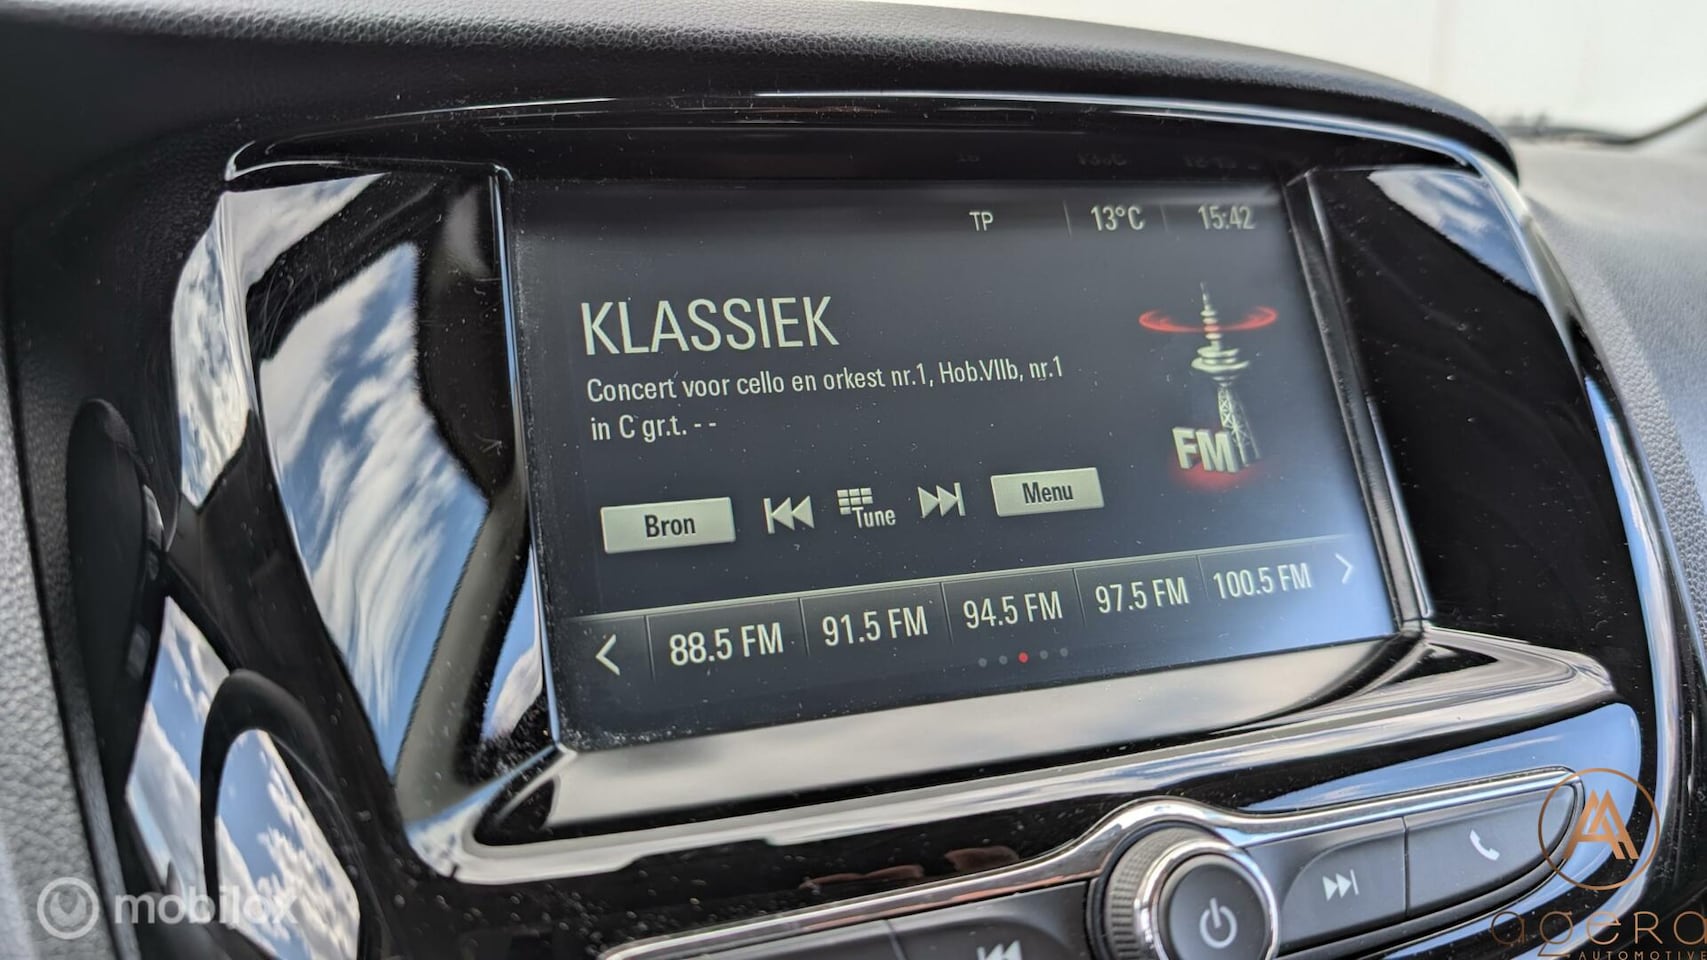 TP 13°C 15:42
KLASSIEK
Concert voor cello en orkest nr.1, Hob.VIIb, nr.1
in C gr.t. - -
FM
Bron Tune Menu
88.5 FM 91.5 FM 94.5 FM 97.5 FM 100.5 FM
mobilox
agera
AUTOMOTIVE